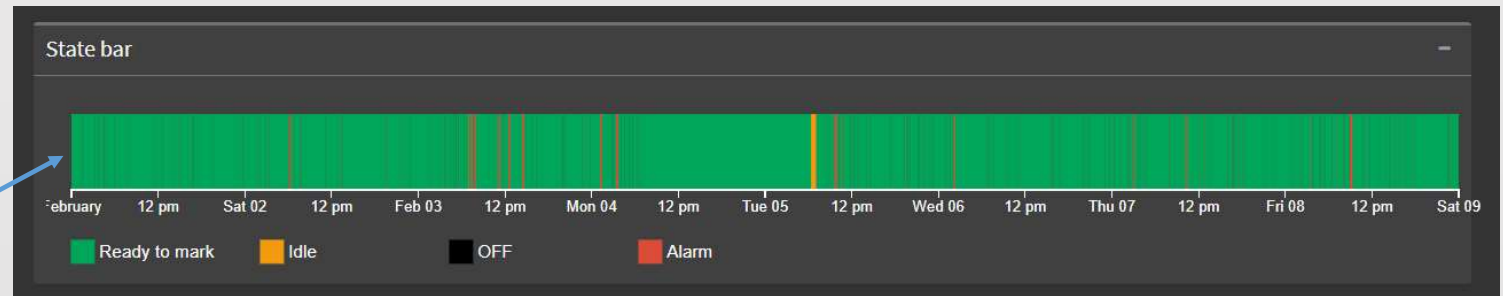 State bar
ebruary 12 pm Sat 02 12 pm Feb 03 12 pm Mon 04 12 pm Tue 05 12 pm Wed 06 12 pm Thu 07 12 pm Fri 08 12 pm Sat 09
Ready to mark Idle OFF Alarm